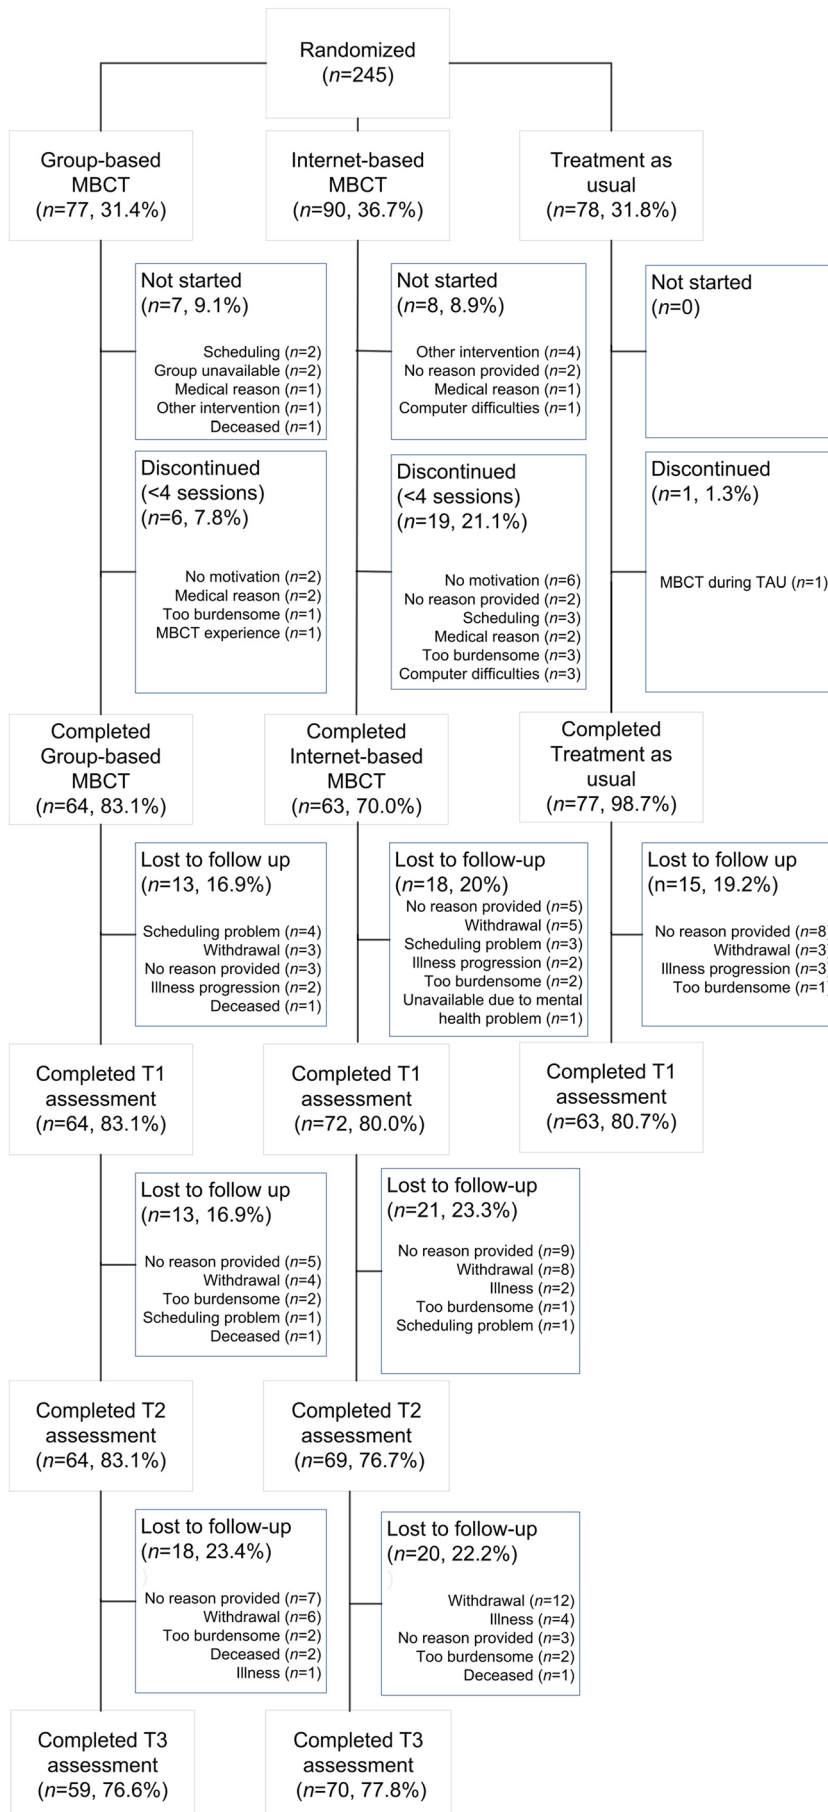 Randomized
(n=245)
Group-based
MBCT
(n=77, 31.4%)
Internet-based
MBCT
(n=90, 36.7%)
Treatment as
usual
(n=78, 31.8%)
Not started
(n=7, 9.1%)
Scheduling (n=2)
Group unavailable (n=2)
Medical reason (n=1)
Other intervention (n=1)
Deceased (n=1)
Not started
(n=8, 8.9%)
Other intervention (n=4)
No reason provided (n=2)
Medical reason (n=1)
Computer difficulties (n=1)
Not started
(n=0)
Discontinued
(<4 sessions)
(n=6, 7.8%)
No motivation (n=2)
Medical reason (n=2)
Too burdensome (n=1)
MBCT experience (n=1)
Discontinued
(<4 sessions)
(n=19, 21.1%)
No motivation (n=6)
No reason provided (n=2)
Scheduling (n=3)
Medical reason (n=2)
Too burdensome (n=3)
Computer difficulties (n=3)
Discontinued
(n=1, 1.3%)
MBCT during TAU (n=1)
Completed
Group-based
MBCT
(n=64, 83.1%)
Completed
Internet-based
MBCT
(n=63, 70.0%)
Completed
Treatment as
usual
(n=77, 98.7%)
Lost to follow up
(n=13, 16.9%)
Scheduling problem (n=4)
Withdrawal (n=3)
No reason provided (n=3)
Illness progression (n=2)
Deceased (n=1)
Lost to follow-up
(n=18, 20%)
No reason provided (n=5)
Withdrawal (n=5)
Scheduling problem (n=3)
Illness progression (n=2)
Too burdensome (n=2)
Unavailable due to mental
health problem (n=1)
Lost to follow up
(n=15, 19.2%)
No reason provided (n=8)
Withdrawal (n=3)
Illness progression (n=3)
Too burdensome (n=1)
Completed T1
assessment
(n=64, 83.1%)
Completed T1
assessment
(n=72, 80.0%)
Completed T1
assessment
(n=63, 80.7%)
Lost to follow up
(n=13, 16.9%)
No reason provided (n=5)
Withdrawal (n=4)
Too burdensome (n=2)
Scheduling problem (n=1)
Deceased (n=1)
Lost to follow-up
(n=21, 23.3%)
No reason provided (n=9)
Withdrawal (n=8)
Illness (n=2)
Too burdensome (n=1)
Scheduling problem (n=1)
Completed T2
assessment
(n=64, 83.1%)
Completed T2
assessment
(n=69, 76.7%)
Lost to follow-up
(n=18, 23.4%)
No reason provided (n=7)
Withdrawal (n=6)
Too burdensome (n=2)
Deceased (n=2)
Illness (n=1)
Lost to follow-up
(n=20, 22.2%)
Withdrawal (n=12)
Illness (n=4)
No reason provided (n=3)
Too burdensome (n=2)
Deceased (n=1)
Completed T3
assessment
(n=59, 76.6%)
Completed T3
assessment
(n=70, 77.8%)